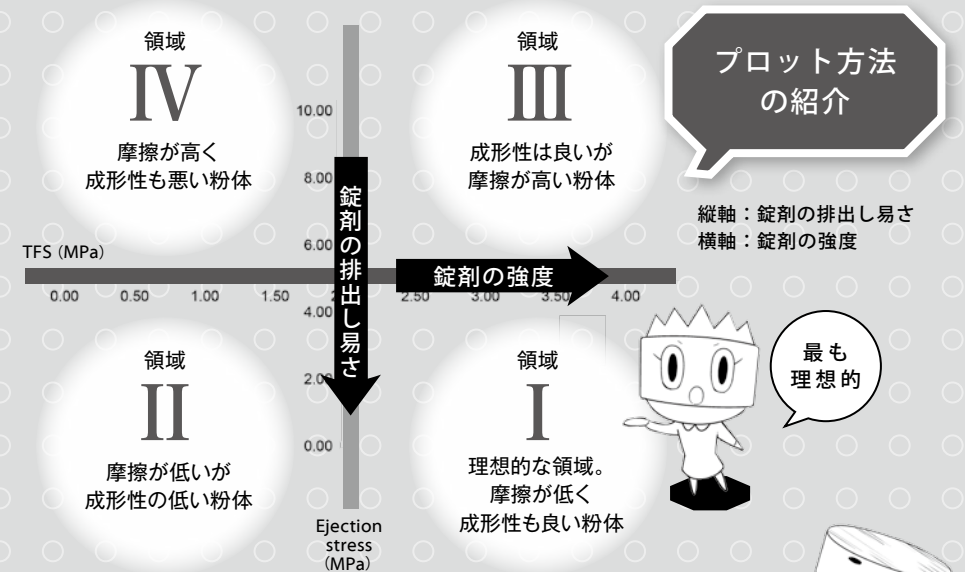 領域
IV
摩擦が高く
成形性も悪い粉体
領域
III
成形性は良いが
摩擦が高い粉体
プロット方法
の紹介
縦軸：錠剤の排出し易さ
横軸：錠剤の強度
10.00
8.00
6.00
4.00
2.00
0.00
錠剤の排出し易さ
TFS (MPa)
錠剤の強度
0.00 0.50 1.00 1.50 2.50 3.00 3.50 4.00
領域
II
摩擦が低いが
成形性の低い粉体
領域
I
理想的な領域。
摩擦が低く
成形性も良い粉体
最も
理想的
Ejection
stress
(MPa)